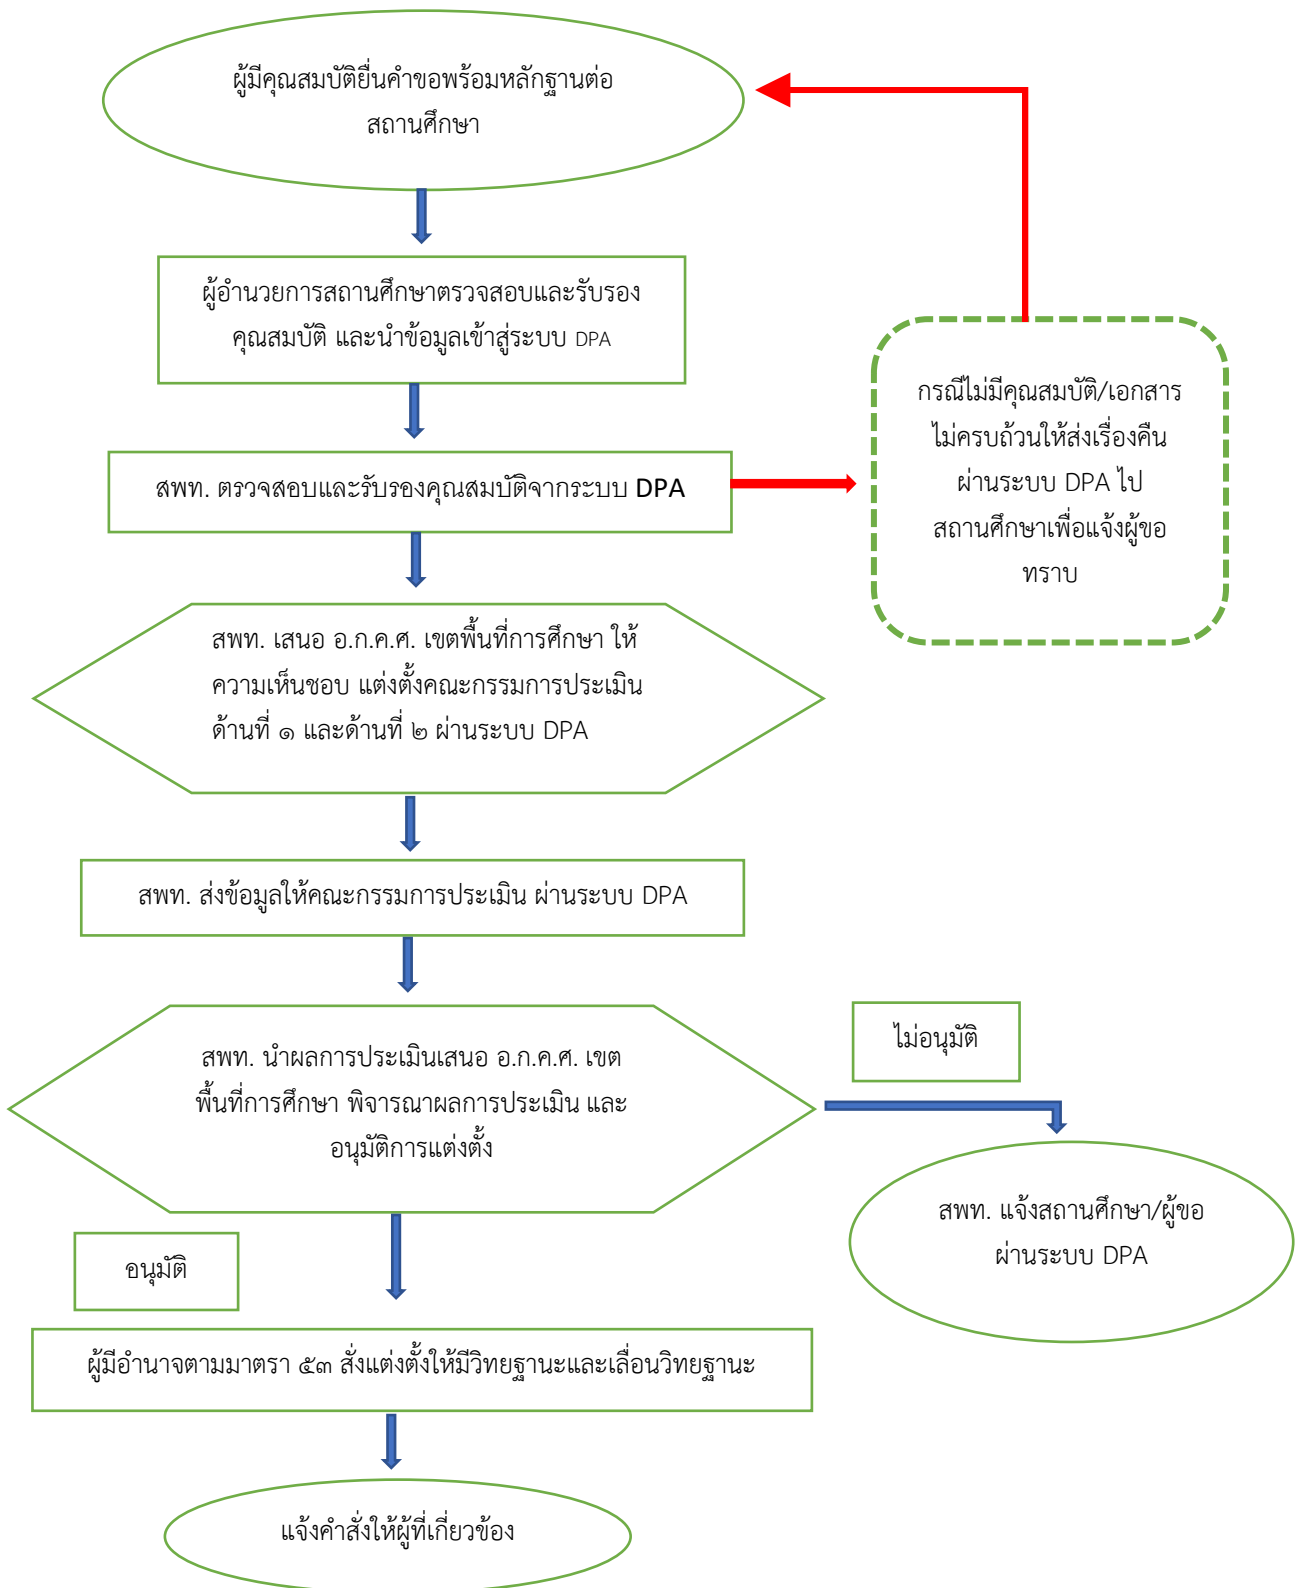 ผู้มีคุณสมบัติยื่นคำขอพร้อมหลักฐานต่อ
สถานศึกษา
ผู้อำนวยการสถานศึกษาตรวจสอบและรับรอง
คุณสมบัติ และนำข้อมูลเข้าสู่ระบบ DPA
กรณีไม่มีคุณสมบัติ/เอกสาร
ไม่ครบถ้วนให้ส่งเรื่องคืน
ผ่านระบบ DPA ไป
สถานศึกษาเพื่อแจ้งผู้ขอ
ทราบ
สพท. ตรวจสอบและรับรองคุณสมบัติจากระบบ DPA
สพท. เสนอ อ.ก.ค.ศ. เขตพื้นที่การศึกษา ให้
ความเห็นชอบ แต่งตั้งคณะกรรมการประเมิน
ด้านที่ ๑ และด้านที่ ๒ ผ่านระบบ DPA
สพท. ส่งข้อมูลให้คณะกรรมการประเมิน ผ่านระบบ DPA
สพท. นำผลการประเมินเสนอ อ.ก.ค.ศ. เขต
พื้นที่การศึกษา พิจารณาผลการประเมิน และ
อนุมัติการแต่งตั้ง
ไม่อนุมัติ
สพท. แจ้งสถานศึกษา/ผู้ขอ
ผ่านระบบ DPA
อนุมัติ
ผู้มีอำนาจตามมาตรา ๕๓ สั่งแต่งตั้งให้มีวิทยฐานะและเลื่อนวิทยฐานะ
แจ้งคำสั่งให้ผู้ที่เกี่ยวข้อง